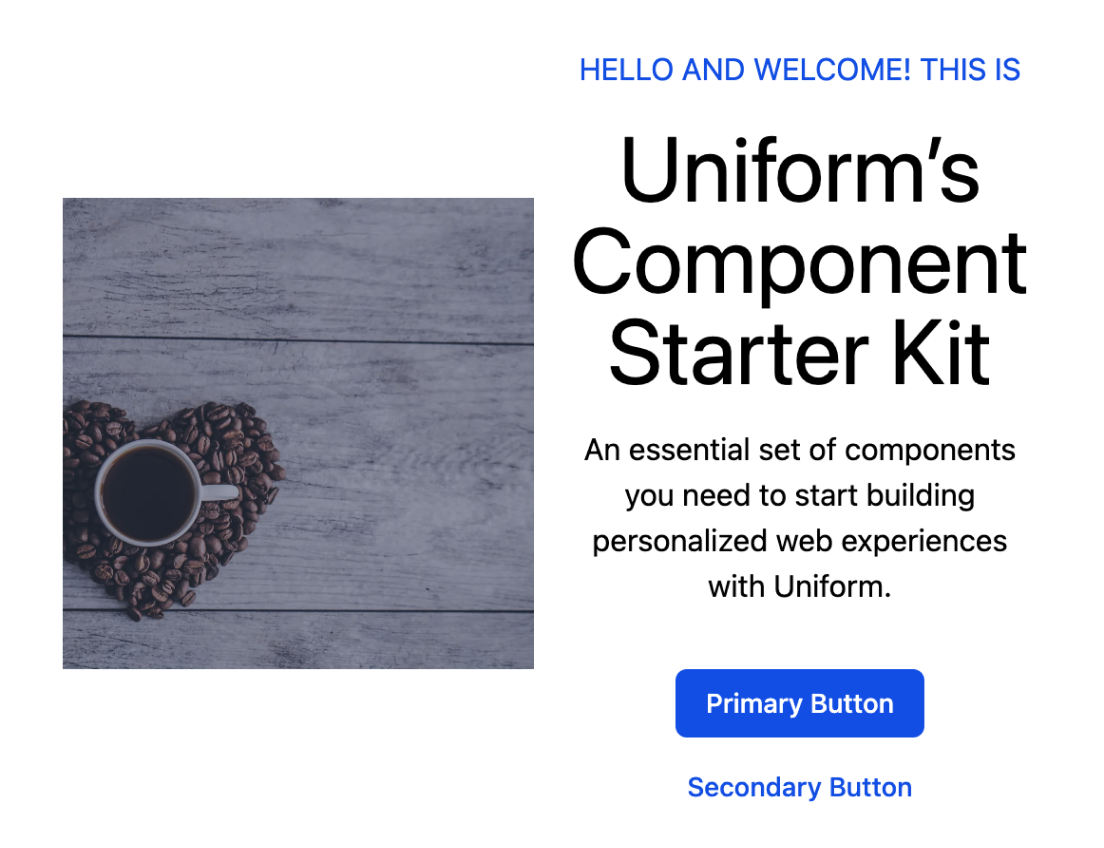 HELLO AND WELCOME! THIS IS
Uniform’s
Component
Starter Kit
An essential set of components
you need to start building
personalized web experiences
with Uniform.
Primary Button
Secondary Button